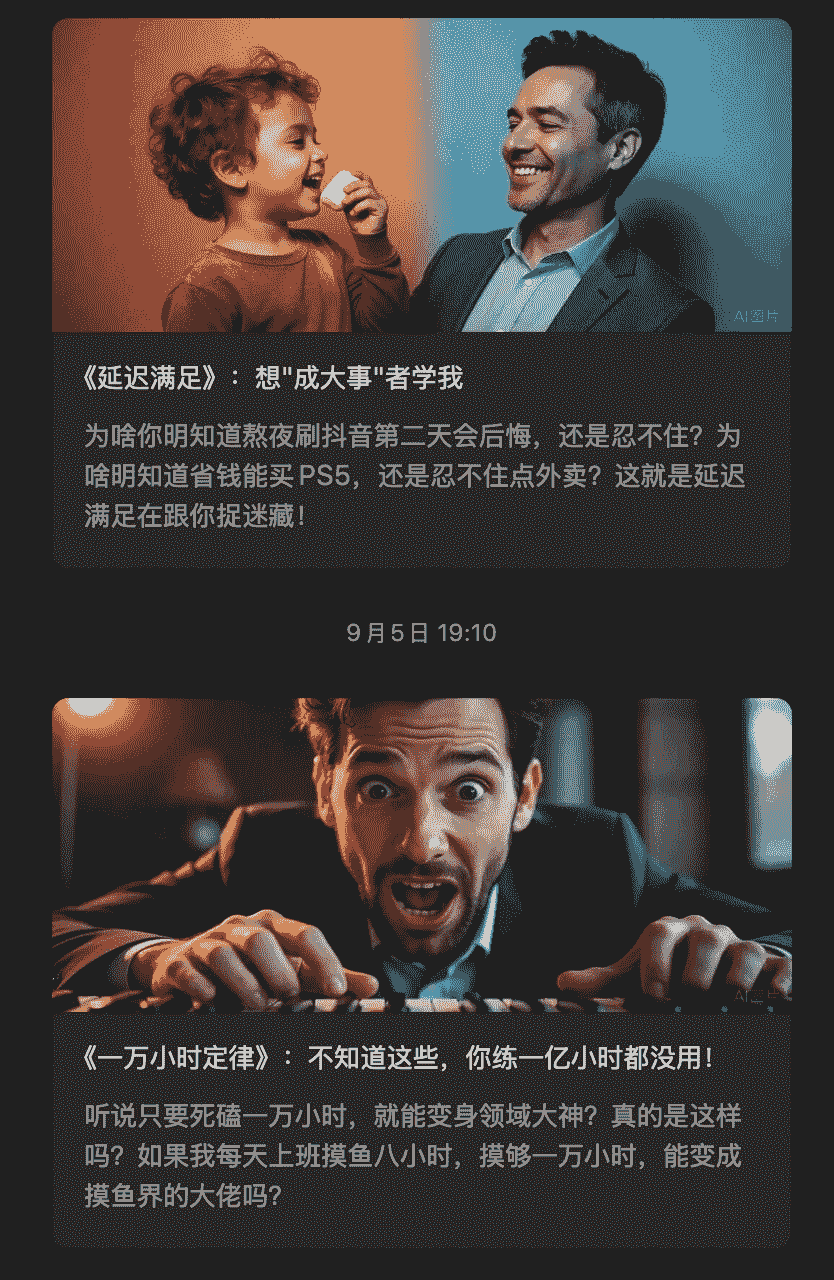 AI图片
《延迟满足》：想"成大事"者学我
为啥你明知道熬夜刷抖音第二天会后悔，还是忍不住？为
啥明知道省钱能买PS5，还是忍不住点外卖？这就是延迟
满足在跟你捉迷藏！
9月5日 19:10
AI图片
《一万小时定律》：不知道这些，你练一亿小时都没用！
听说只要死磕一万小时，就能变身领域大神？真的是这样
吗？如果我每天上班摸鱼八小时，摸够一万小时，能变成
摸鱼界的大佬吗？